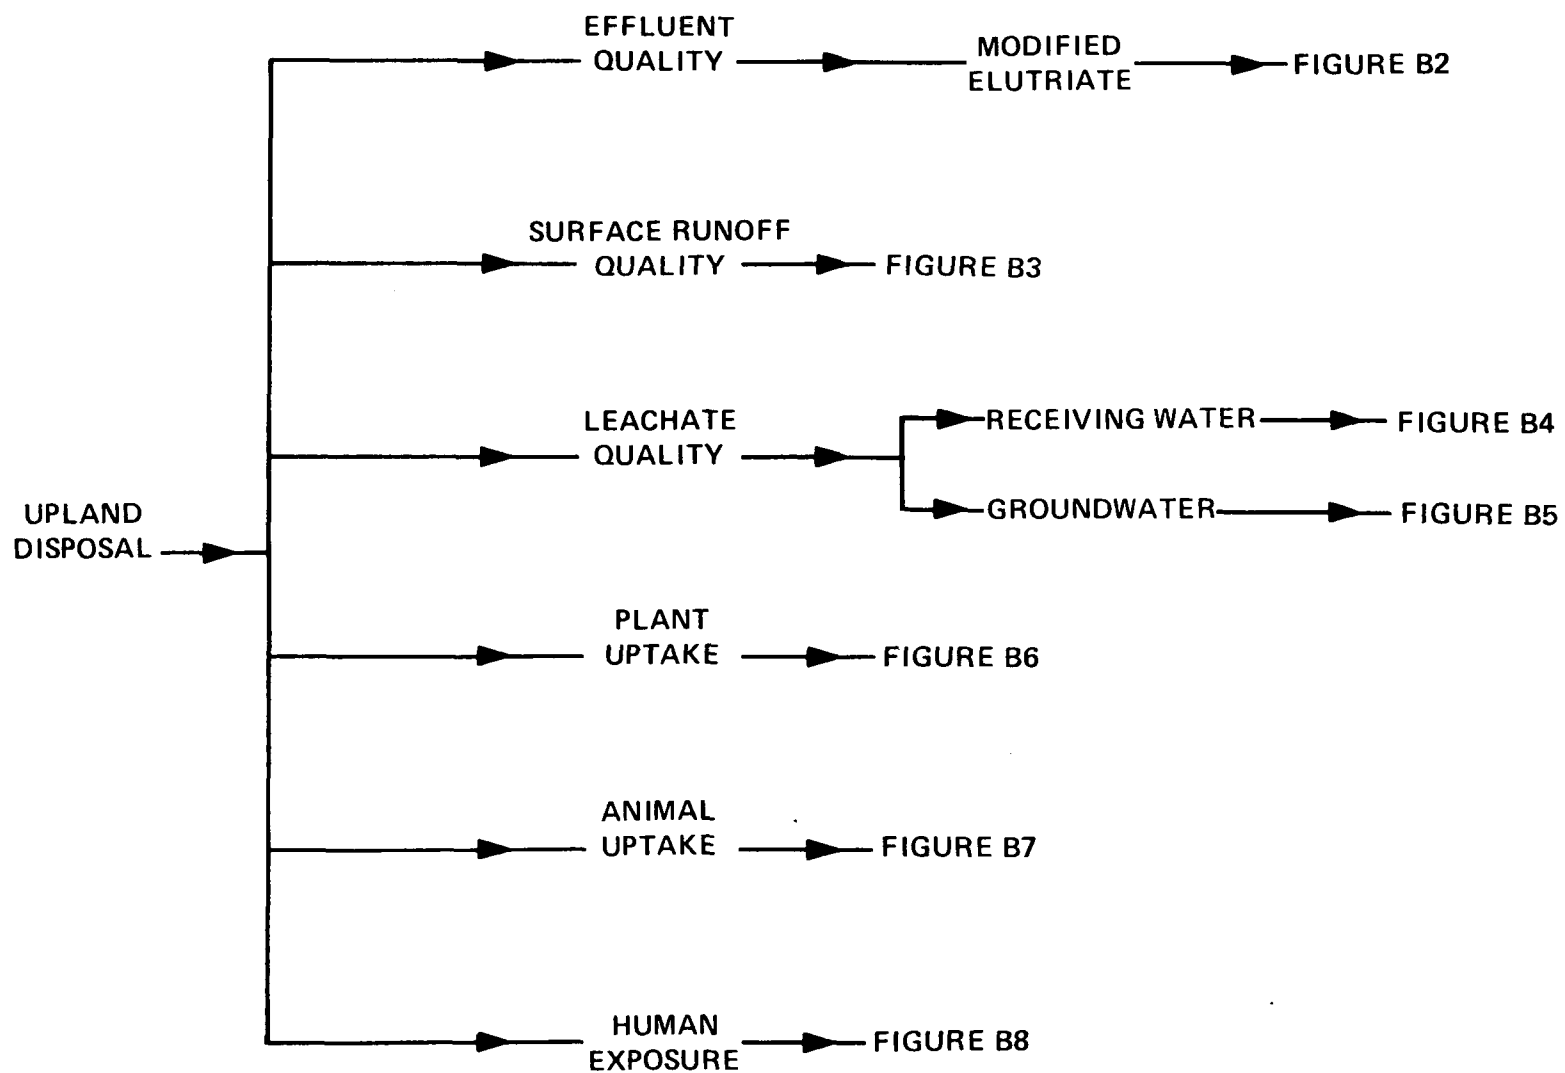 EFFLUENT
QUALITY
MODIFIED
ELUTRIATE
FIGURE B2
SURFACE RUNOFF
QUALITY
FIGURE B3
LEACHATE
QUALITY
RECEIVING WATER
FIGURE B4
GROUNDWATER
FIGURE B5
UPLAND
DISPOSAL
PLANT
UPTAKE
FIGURE B6
ANIMAL
UPTAKE
FIGURE B7
HUMAN
EXPOSURE
FIGURE B8